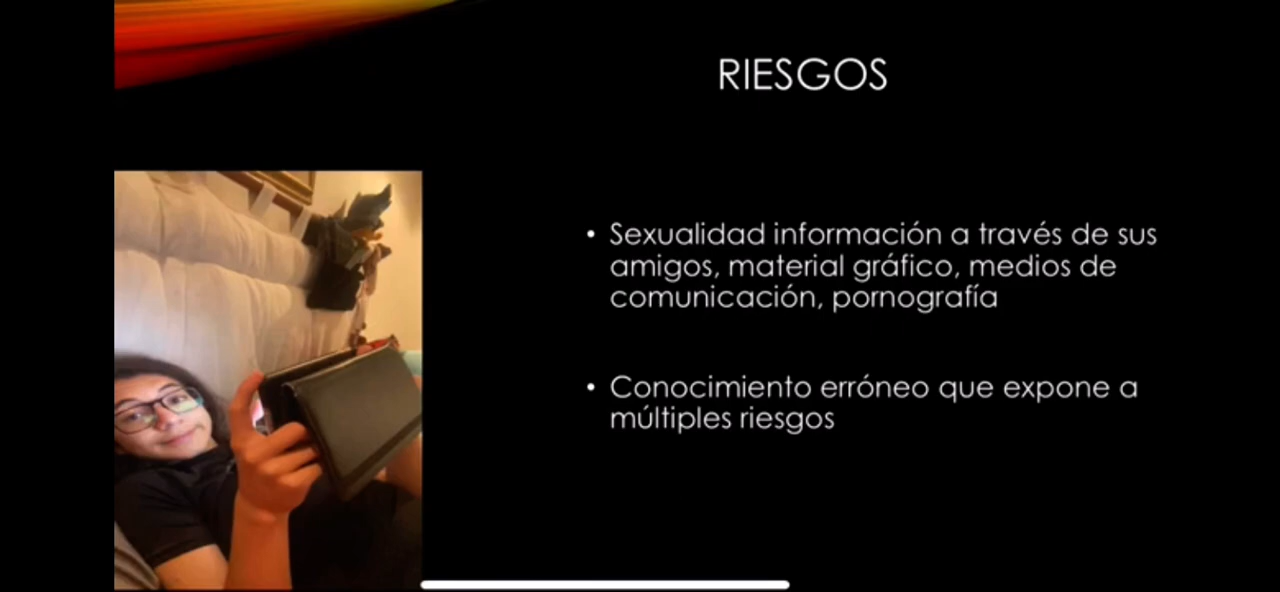 RIESGOS
• Sexualidad información a través de sus
amigos, material gráfico, medios de
comunicación, pornografía
• Conocimiento erróneo que expone a
múltiples riesgos